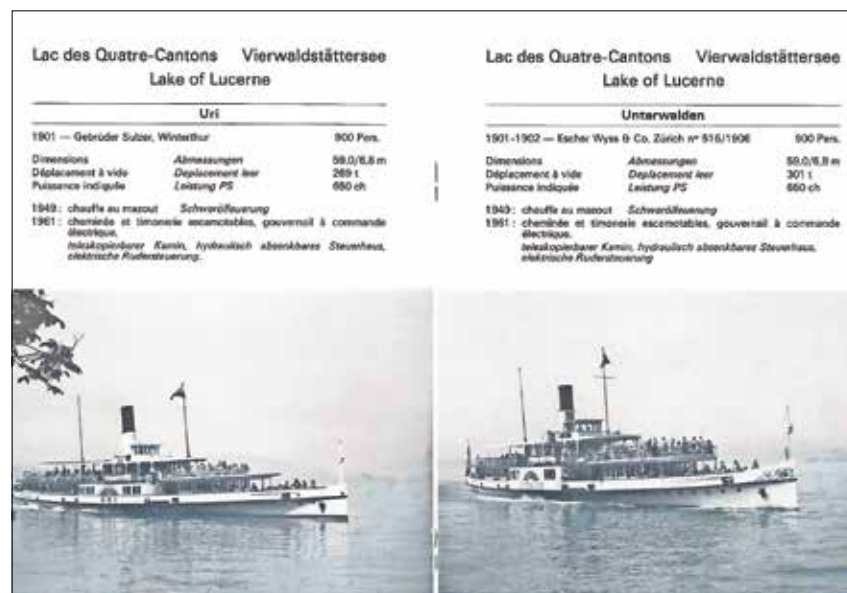 Lac des Quatre-Cantons Vierwaldstättersee
Lake of Lucerne
Uri
1901 — Gebrüder Sulzer, Winterthur 900 Pers.
Dimensions Abmessungen 59,0/6,8 m
Déplacement à vide Deplacement leer 269 t
Puissance indiquée Leistung PS 650 ch
1949 : chauffe au mazout Schwerölfeuerung
1961 : cheminée et timonerie escamotables, gouvernail à commande
électrique.
teleskopierbarer Kamin, hydraulisch absenkbares Steuerhaus,
elektrische Rudersteuerung.
Lac des Quatre-Cantons Vierwaldstättersee
Lake of Lucerne
Unterwalden
1901-1902 — Escher Wyss & Co. Zürich nº 516/1906 900 Pers.
Dimensions Abmessungen 59,0/6,8 m
Déplacement à vide Deplacement leer 301 t
Puissance indiquée Leistung PS 650 ch
1949 : chauffe au mazout Schwerölfeuerung
1961 : cheminée et timonerie escamotables, gouvernail à commande
électrique.
teleskopierbarer Kamin, hydraulisch absenkbares Steuerhaus,
elektrische Rudersteuerung